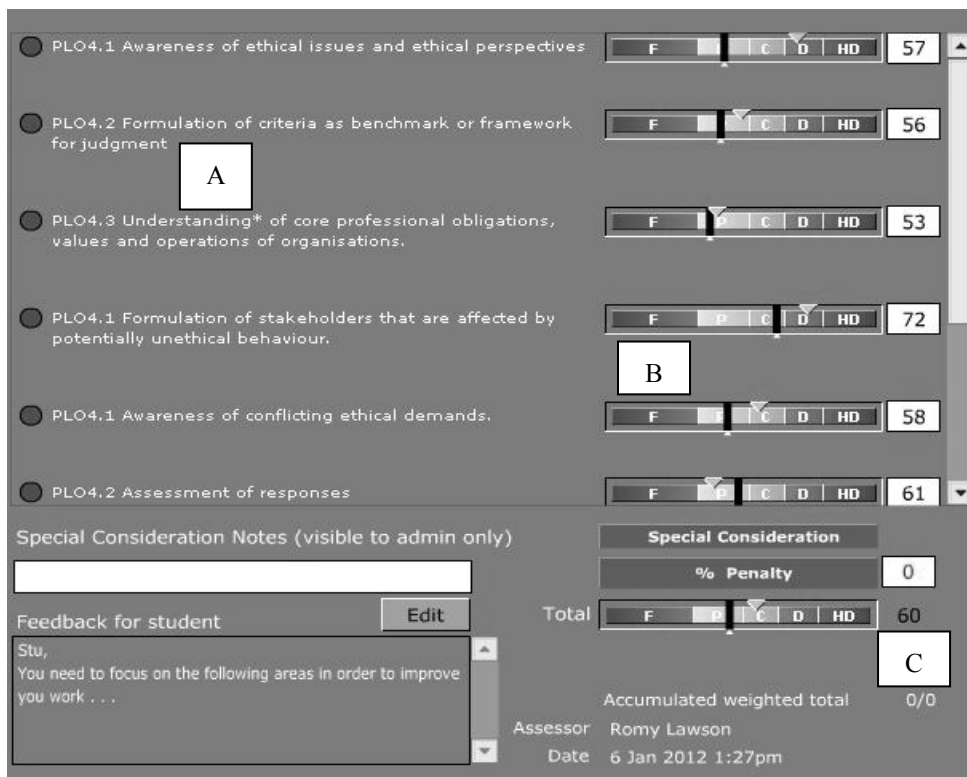 PLO4.1 Awareness of ethical issues and ethical perspectives F C D HD 57
PLO4.2 Formulation of criteria as benchmark or framework F C D HD 56
for judgment
A
PLO4.3 Understanding* of core professional obligations, F P C D HD 53
values and operations of organisations.
PLO4.1 Formulation of stakeholders that are affected by F P C D HD 72
potentially unethical behaviour.
B
PLO4.1 Awareness of conflicting ethical demands. F C D HD 58
PLO4.2 Assessment of responses F P C D HD 61
Special Consideration Notes (visible to admin only) Special Consideration
% Penalty 0
Feedback for student Edit Total F P C D HD 60
Stu,
You need to focus on the following areas in order to improve
you work . . .
C
Accumulated weighted total 0/0
Assessor Romy Lawson
Date 6 Jan 2012 1:27pm